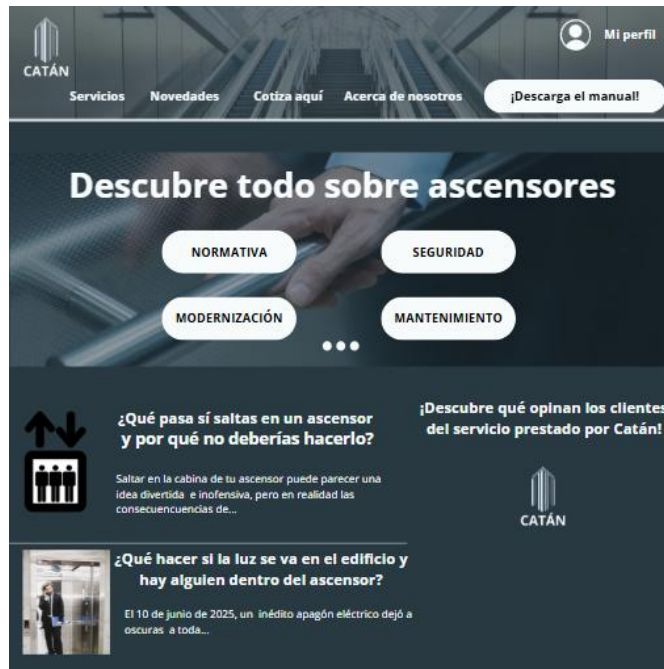 CATÁN
Mi perfil
Servicios Novedades Cotiza aquí Acerca de nosotros ¡Descarga el manual!
Descubre todo sobre ascensores
NORMATIVA SEGURIDAD
MODERNIZACIÓN MANTENIMIENTO
¿Qué pasa sí saltas en un ascensor
y por qué no deberías hacerlo?
Saltar en la cabina de tu ascensor puede parecer una
idea divertida e inofensiva, pero en realidad las
consecuencuencias de...
¿Qué hacer si la luz se va en el edificio y
hay alguien dentro del ascensor?
El 10 de junio de 2025, un inédito apagón eléctrico dejó a
oscuras a toda...
¡Descubre qué opinan los clientes
del servicio prestado por Catán!
CATÁN